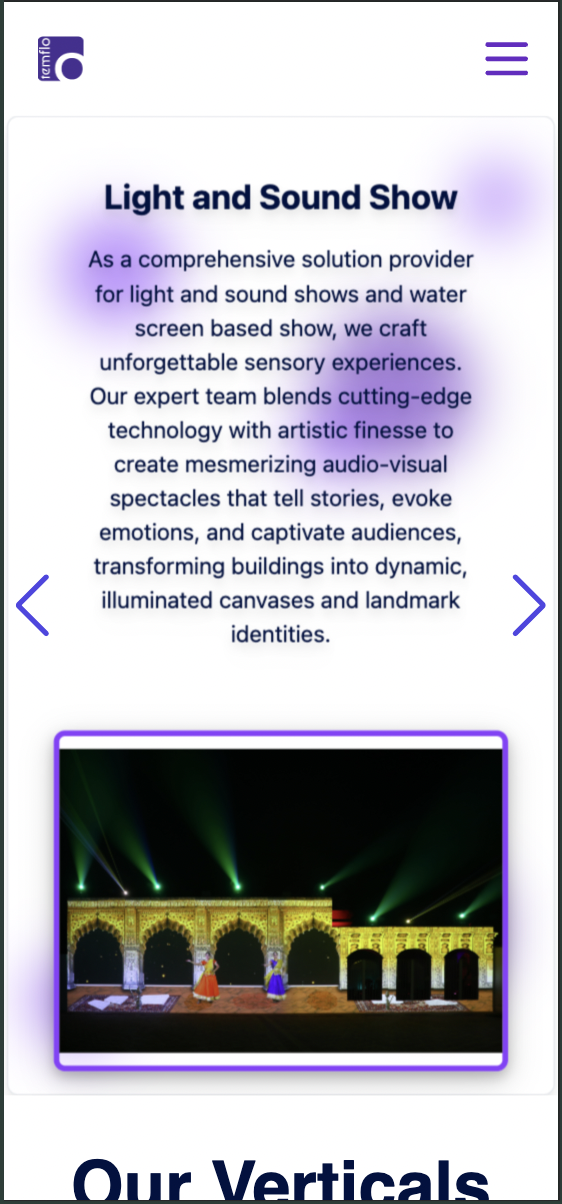 temflo
Light and Sound Show
As a comprehensive solution provider
for light and sound shows and water
screen based show, we craft
unforgettable sensory experiences.
Our expert team blends cutting-edge
technology with artistic finesse to
create mesmerizing audio-visual
spectacles that tell stories, evoke
emotions, and captivate audiences,
transforming buildings into dynamic,
illuminated canvases and landmark
identities.
Our Verticals